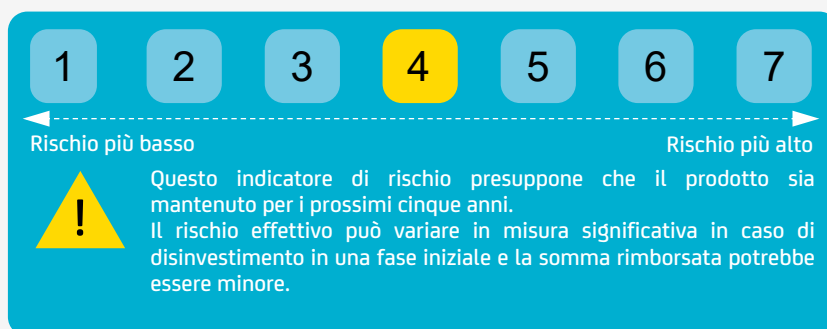 1 2 3 4 5 6 7
Rischio più basso Rischio più alto
Questo indicatore di rischio presuppone che il prodotto sia
mantenuto per i prossimi cinque anni.
Il rischio effettivo può variare in misura significativa in caso di
disinvestimento in una fase iniziale e la somma rimborsata potrebbe
essere minore.
!